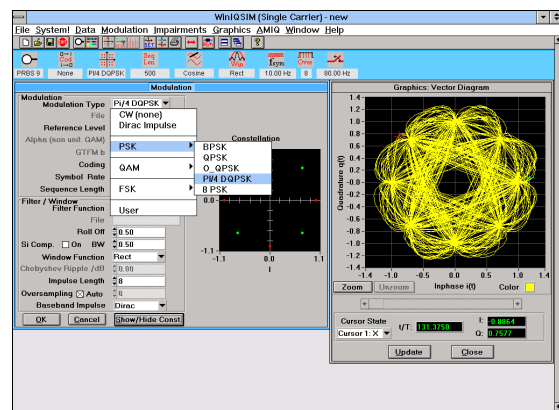 WinIQSIM (Single Carrier) - new
File System! Data Modulation Impairments Graphics AMIQ Window Help
PRBS 9 None PI/4 DQPSK 500 Cosine Rect 10.00 Hz 8 80.00 Hz
Modulation
Modulation
Modulation Type Pi/4 DQPSK
File
Reference Level
Alpha (non unif. QAM)
GTFM b
Coding
Symbol Rate
Sequence Length
CW (none)
Dirac Impulse
PSK
QAM
FSK
User
BPSK
QPSK
O_QPSK
PI/4 DQPSK
8 PSK
Constellation
0.0
-1.1
-1.1 0.0 1.1
I
Filter / Window
Filter Function
File
Roll Off 0.50
Si Comp. On BW 0.50
Window Function Rect
Chebyshev Ripple /dB 0.00
Impulse Length 8
Oversampling Auto 8
Baseband Impulse Dirac
OK Cancel Show/Hide Const.
Graphics: Vector Diagram
Quadrature q(t)
1.4
1.2
1.0
0.8
0.6
0.4
0.2
0.0
-0.2
-0.4
-0.6
-0.8
-1.0
-1.2
-1.4
-1.4 -1.0 -0.5 0.0 0.5 1.0 1.4
Zoom Unzoom Inphase i(t) Color
Cursor State
Cursor 1: X
t/T: 131.3750
I: -0.8864
Q: 0.7577
Update Close